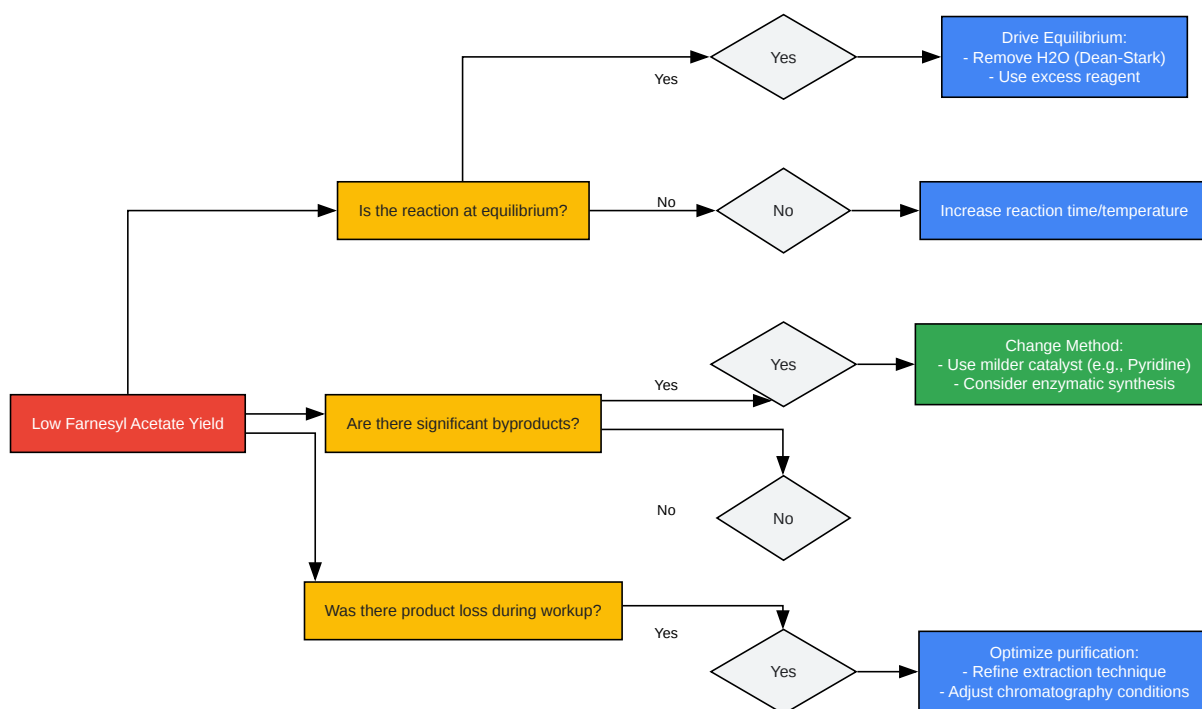 Yes
Yes
Drive Equilibrium:
- Remove H2O (Dean-Stark)
- Use excess reagent
Is the reaction at equilibrium?
No
No
Increase reaction time/temperature
Low Farnesyl Acetate Yield
Are there significant byproducts?
Yes
Yes
Change Method:
- Use milder catalyst (e.g., Pyridine)
- Consider enzymatic synthesis
No
No
Was there product loss during workup?
Yes
Yes
Optimize purification:
- Refine extraction technique
- Adjust chromatography conditions